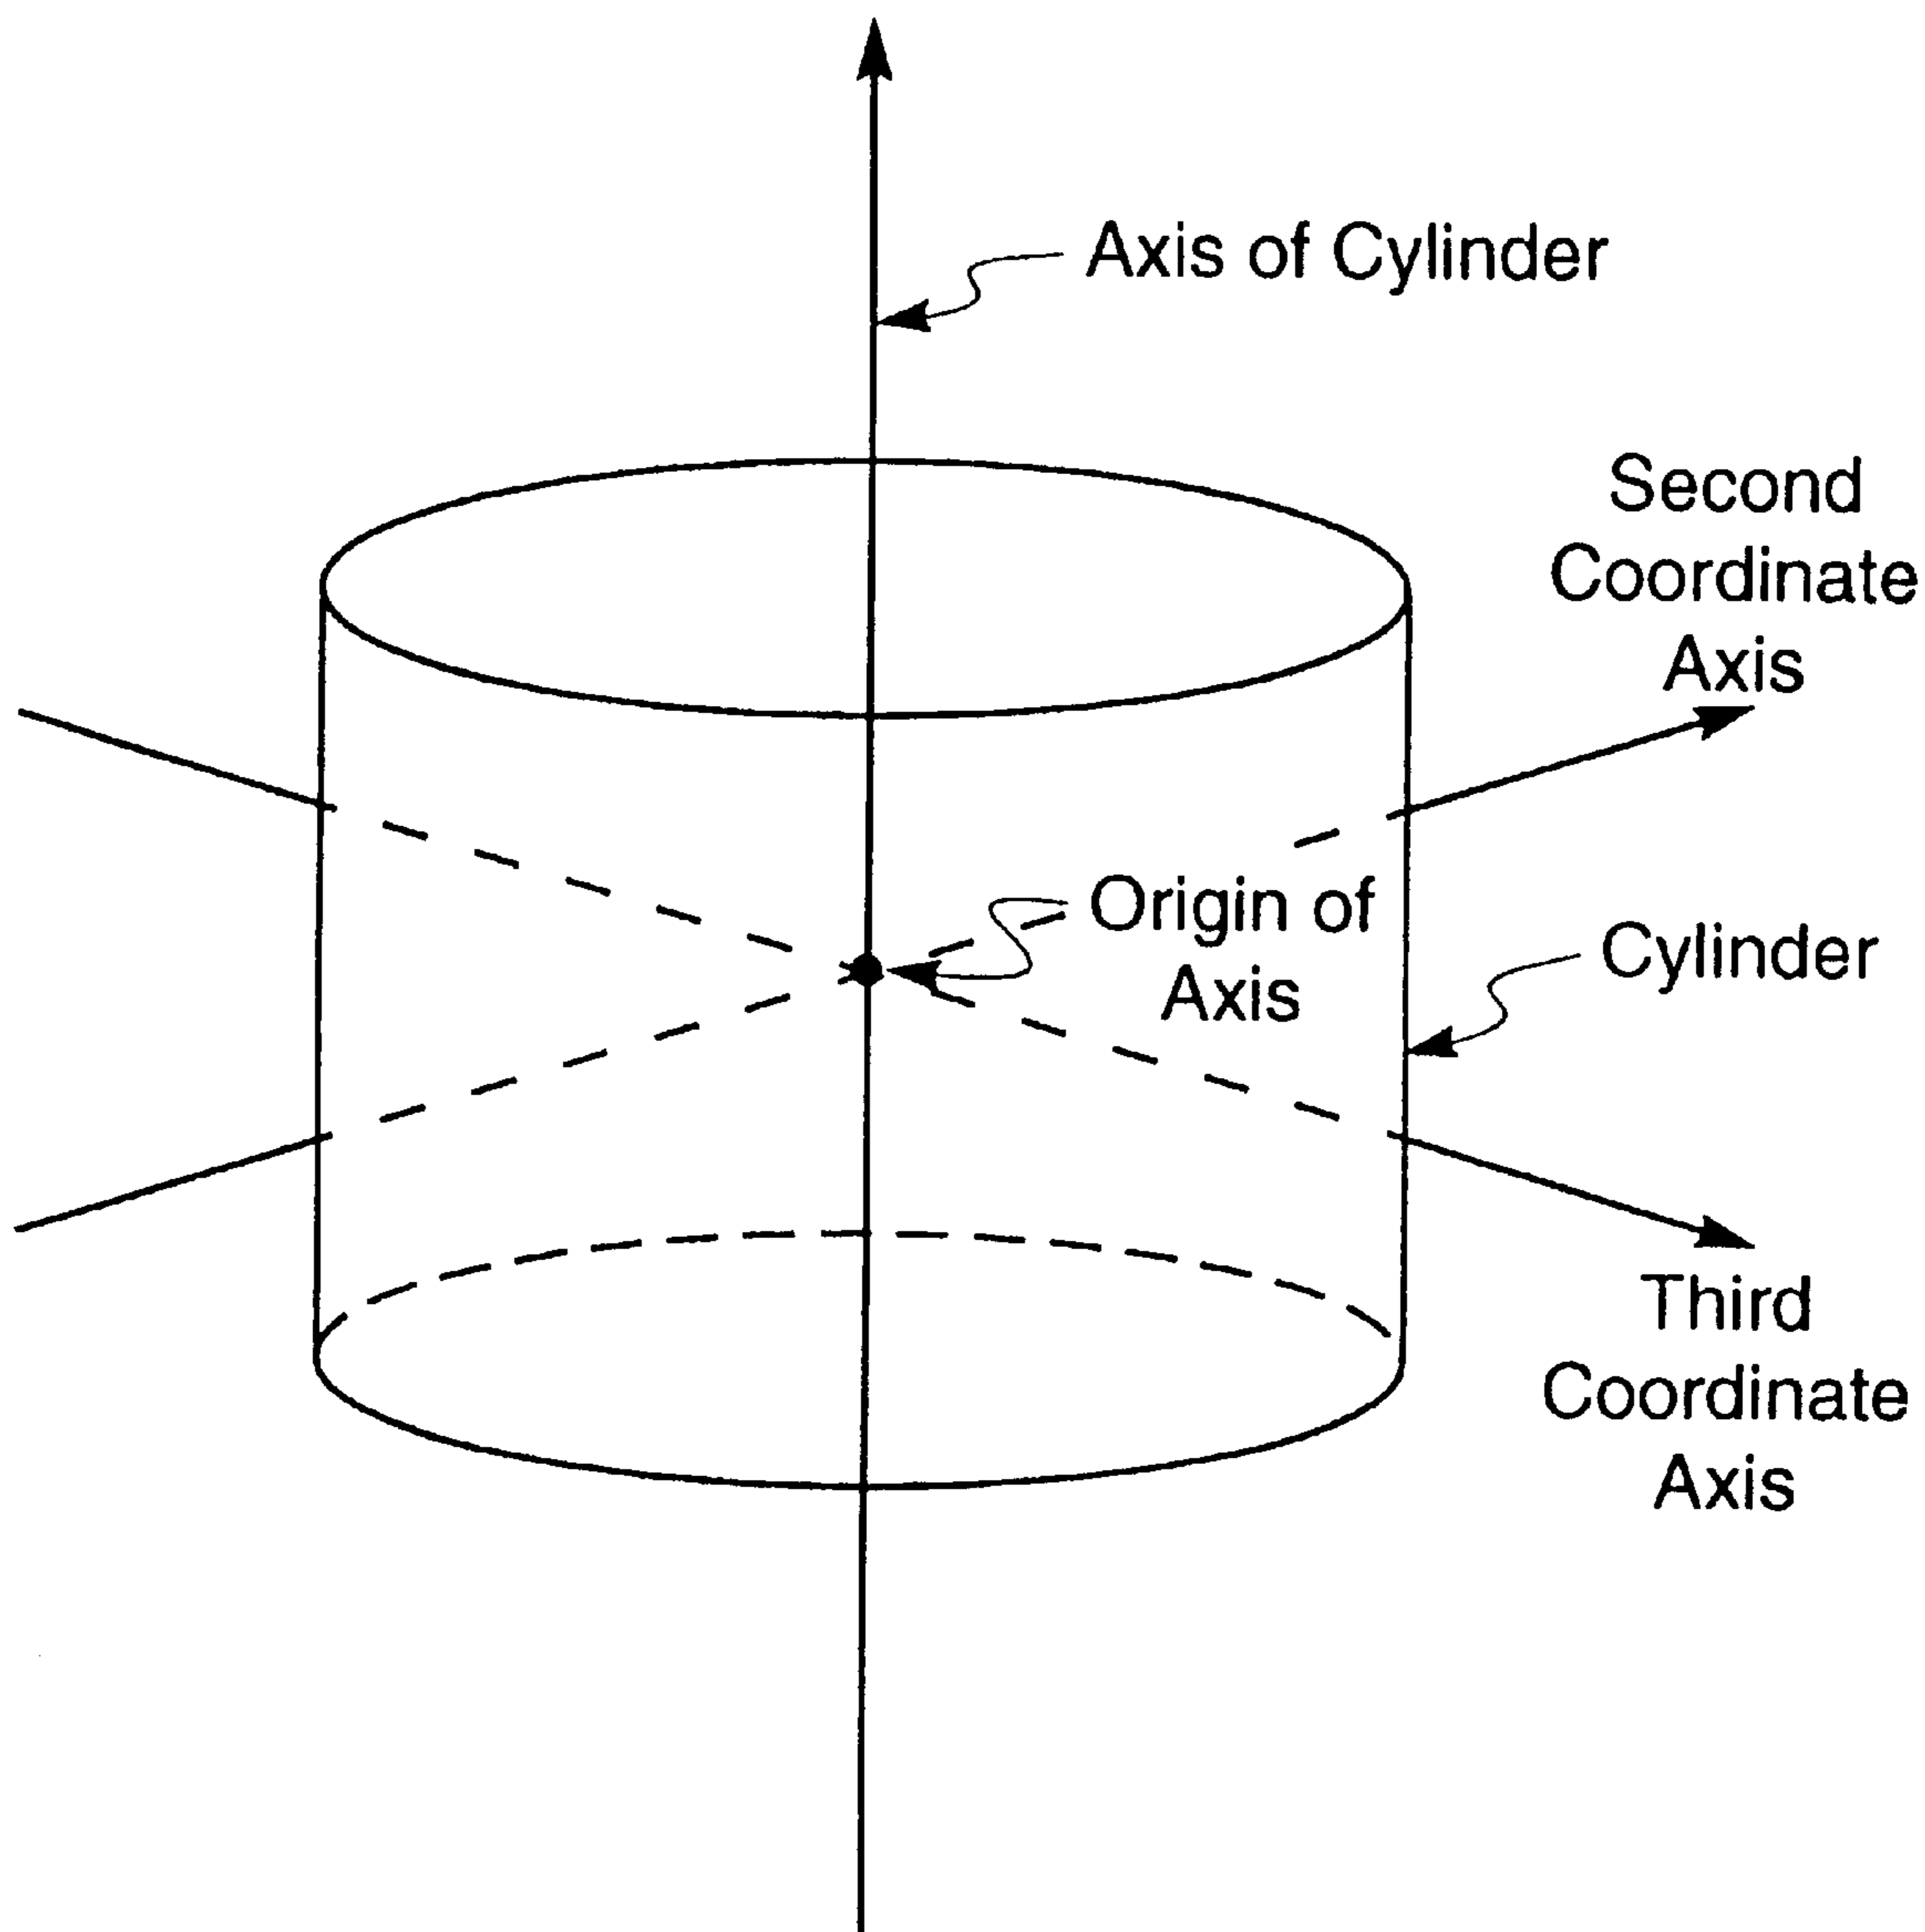 Axis of Cylinder
Second
Coordinate
Axis
Origin of
Axis
Cylinder
Third
Coordinate
Axis